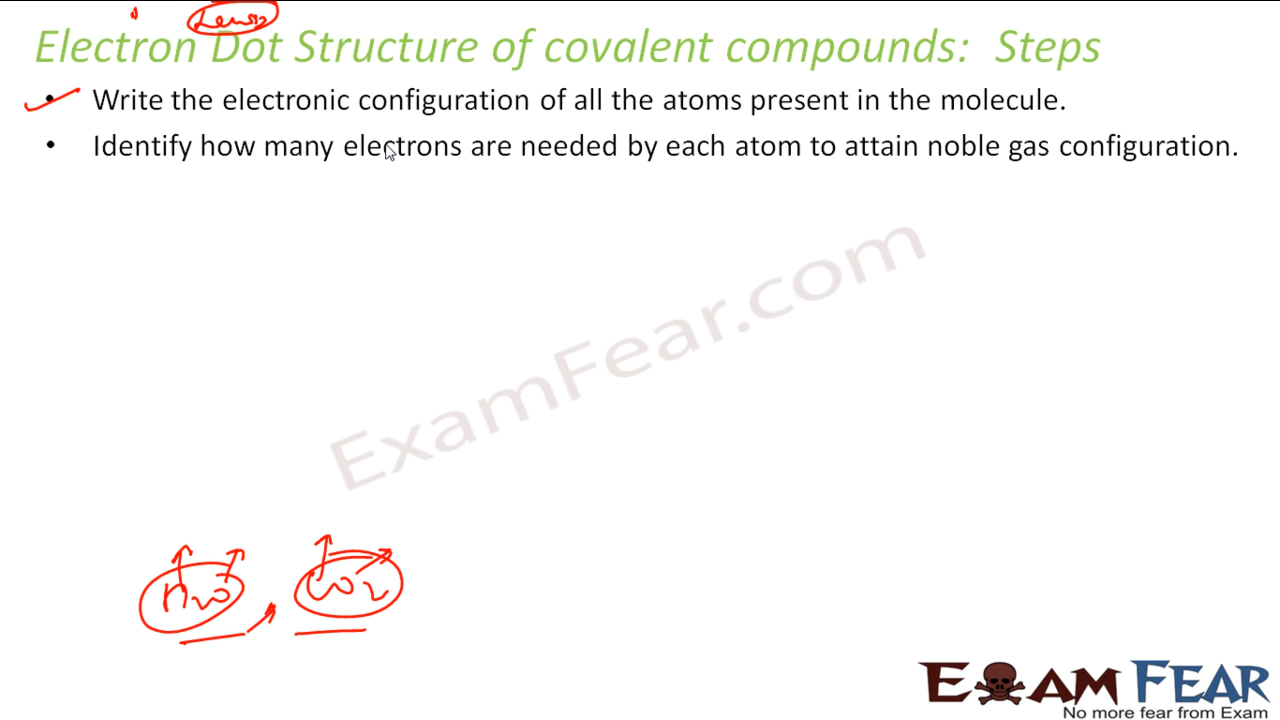 Lewis
Electron Dot Structure of covalent compounds: Steps
• Write the electronic configuration of all the atoms present in the molecule.
• Identify how many electrons are needed by each atom to attain noble gas configuration.
ExamFear.com
H2O, CO2
EXAM FEAR
No more fear from Exam